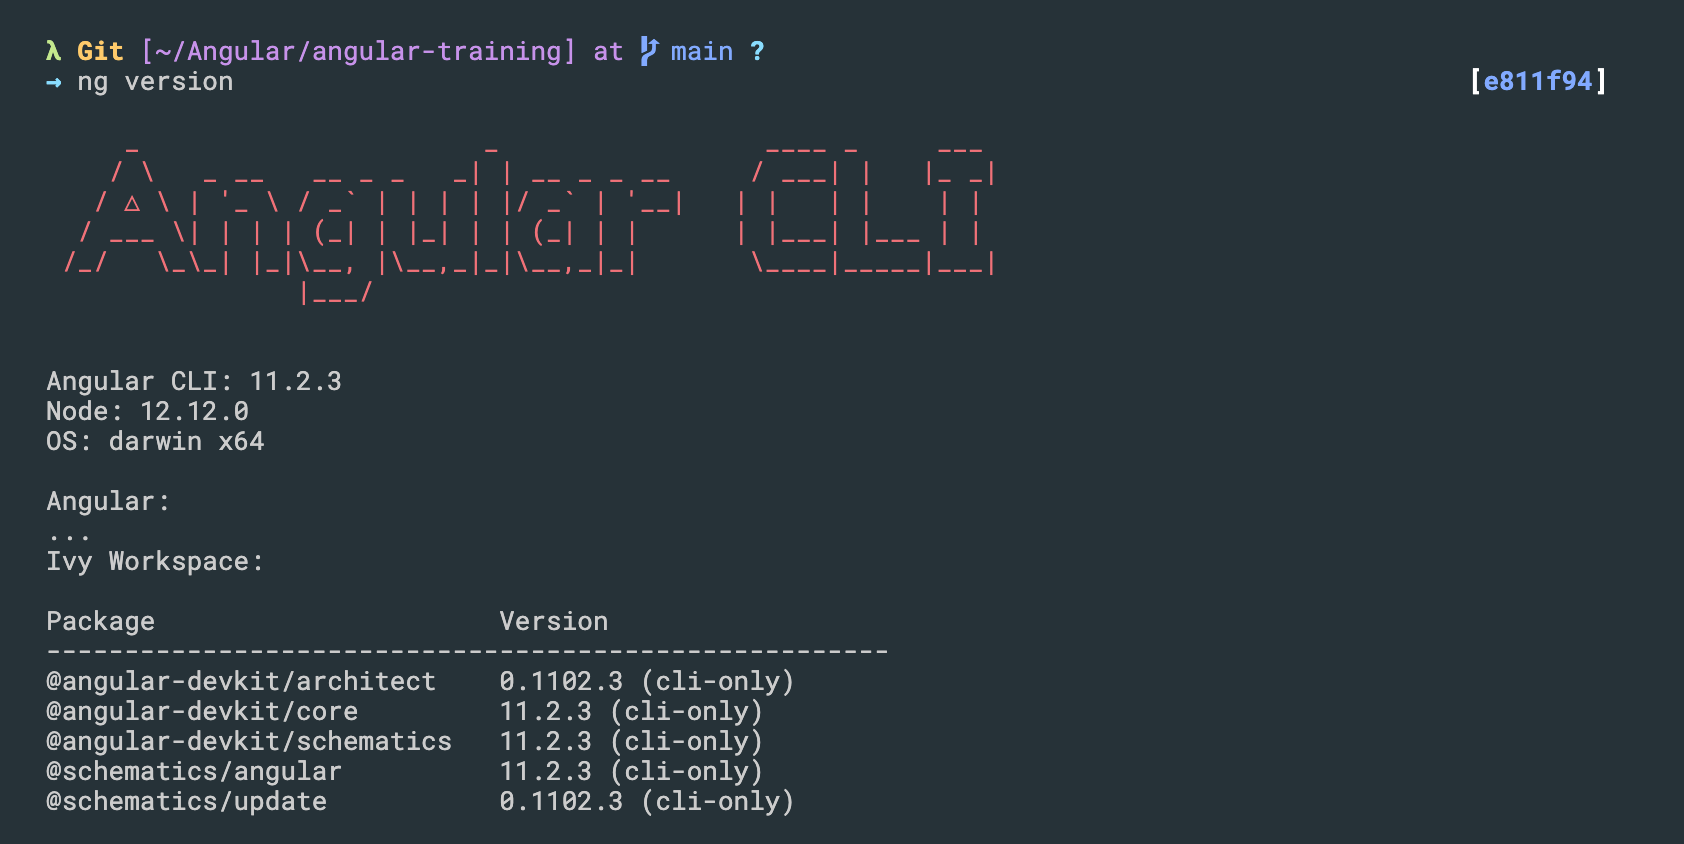 λ Git [~/Angular/angular-training] at main ?
→ ng version [e811f94]
Angular CLI
Angular CLI: 11.2.3
Node: 12.12.0
OS: darwin x64
Angular:
...
Ivy Workspace:
Package Version
------------------------------------------------------
@angular-devkit/architect 0.1102.3 (cli-only)
@angular-devkit/core 11.2.3 (cli-only)
@angular-devkit/schematics 11.2.3 (cli-only)
@schematics/angular 11.2.3 (cli-only)
@schematics/update 0.1102.3 (cli-only)